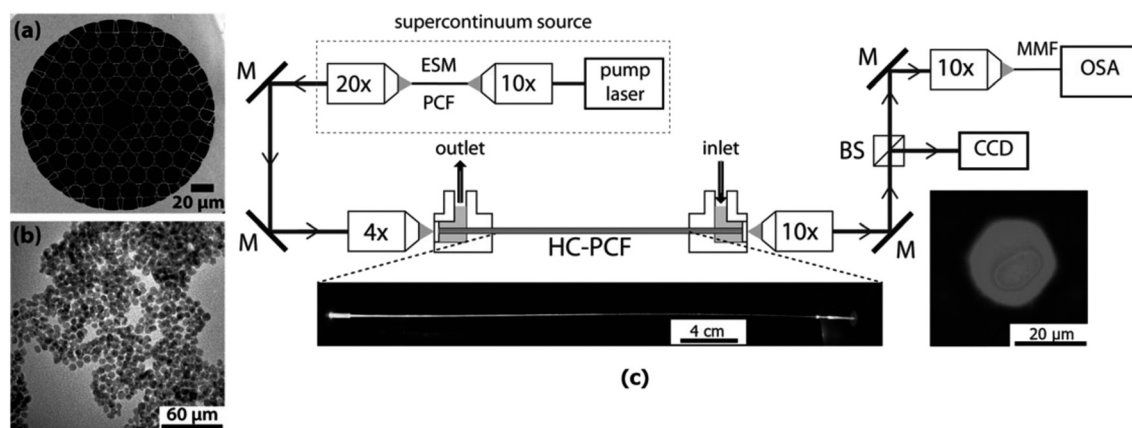 (a)
20 µm
(b)
60 µm
supercontinuum source
M
20x
ESM
PCF
10x
pump
laser
10x
MMF
OSA
M
BS
CCD
outlet
inlet
M
4x
HC-PCF
10x
M
4 cm
20 µm
(c)